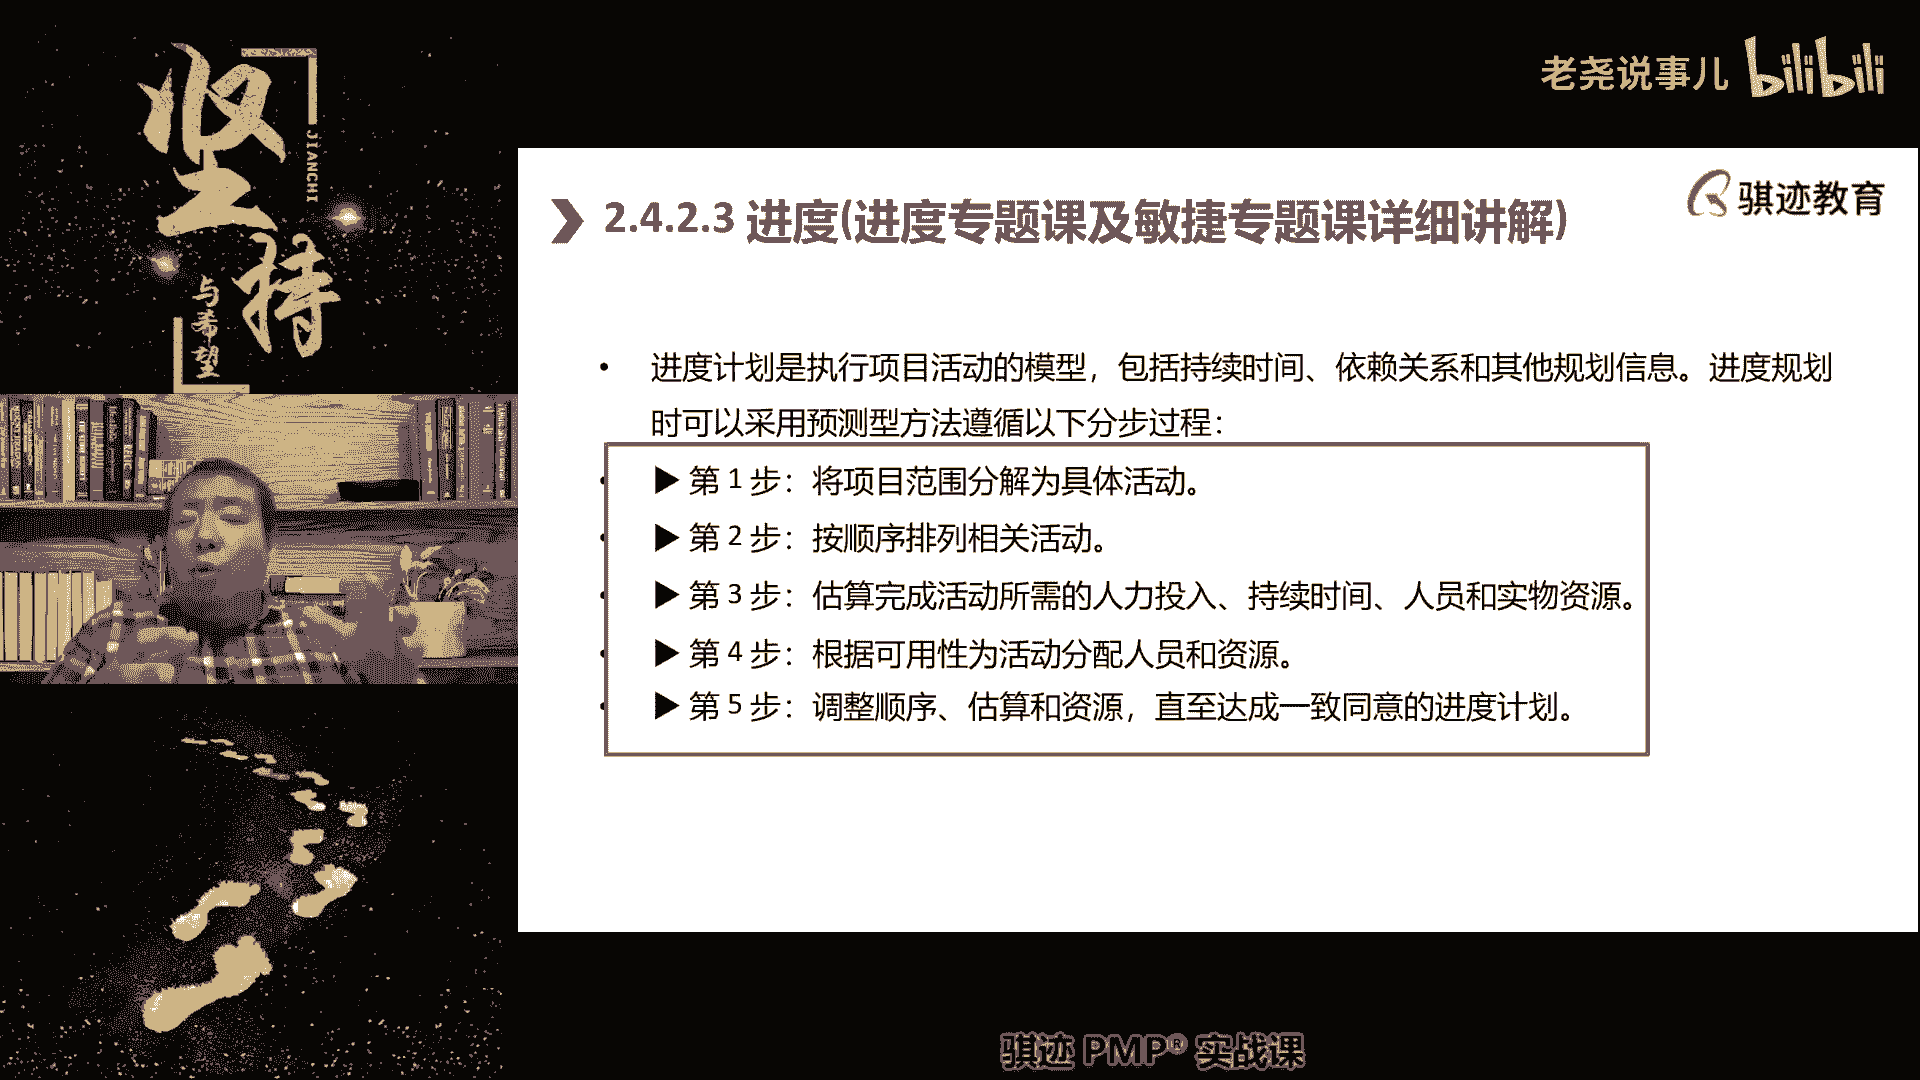 坚持
JIANCHI
与希望
老尧说事儿 bilibili
骐迹教育
2.4.2.3 进度(进度专题课及敏捷专题课详细讲解)
• 进度计划是执行项目活动的模型，包括持续时间、依赖关系和其他规划信息。进度规划
时可以采用预测型方法遵循以下分步过程：
▶ 第 1 步：将项目范围分解为具体活动。
▶ 第 2 步：按顺序排列相关活动。
▶ 第 3 步：估算完成活动所需的人力投入、持续时间、人员和实物资源。
▶ 第 4 步：根据可用性为活动分配人员和资源。
▶ 第 5 步：调整顺序、估算和资源，直至达成一致同意的进度计划。
骐迹 PMP® 实战课